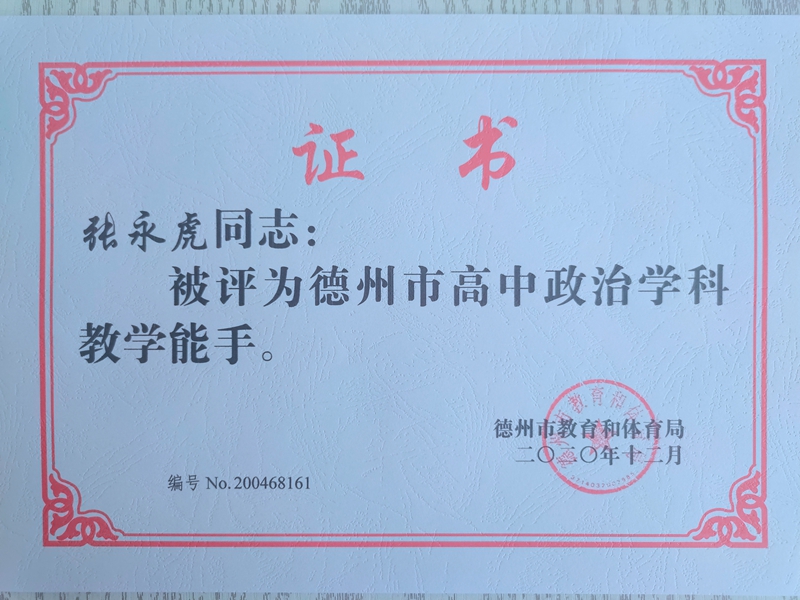 证 书
张永虎同志：
被评为德州市高中政治学科
教学能手。
德州市教育和体育局
二〇二〇年十二月
编号 No. 200468161